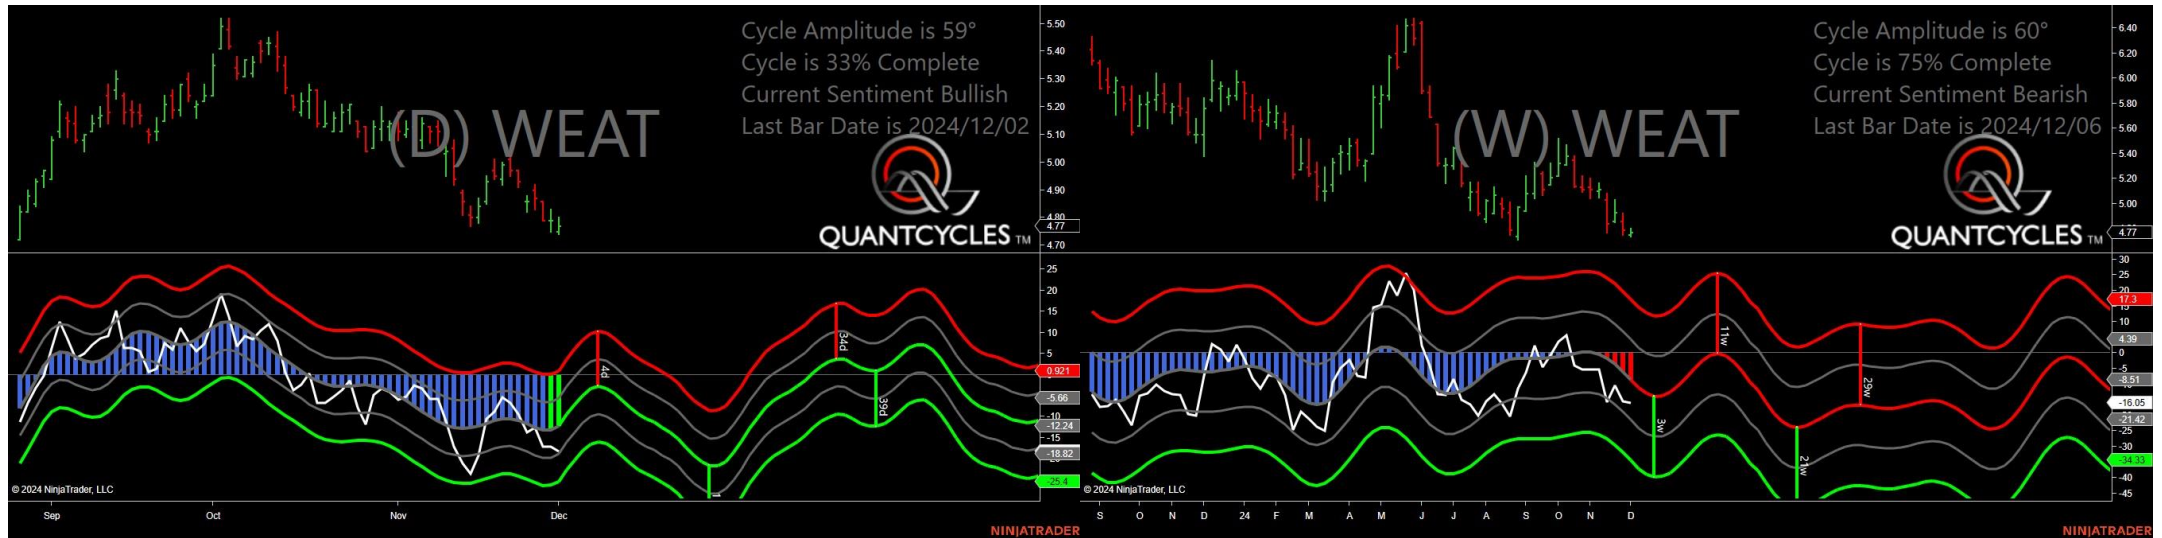 Cycle Amplitude is 59°
Cycle is 33% Complete
Current Sentiment Bullish
Last Bar Date is 2024/12/02
(D) WEAT
QUANTCYCLES TM
5.50
5.40
5.30
5.20
5.10
5.00
4.90
4.80
4.77
4.70
25
20
15
10
5
0.921
-5.66
-10
-12.24
-15
-18.82
-25.4
4d
34d
39d
© 2024 NinjaTrader, LLC
Sep
Oct
Nov
Dec
NINJATRADER
Cycle Amplitude is 60°
Cycle is 75% Complete
Current Sentiment Bearish
Last Bar Date is 2024/12/06
(W) WEAT
QUANTCYCLES TM
6.40
6.20
6.00
5.80
5.60
5.40
5.20
5.00
4.77
30
25
17.3
15
10
4.39
0
-5
-8.51
-16.05
-21.42
-25
-30
-34.33
-40
-45
11w
29w
3w
21w
© 2024 NinjaTrader, LLC
S O N D 24 F M A M J J A S O N D
NINJATRADER